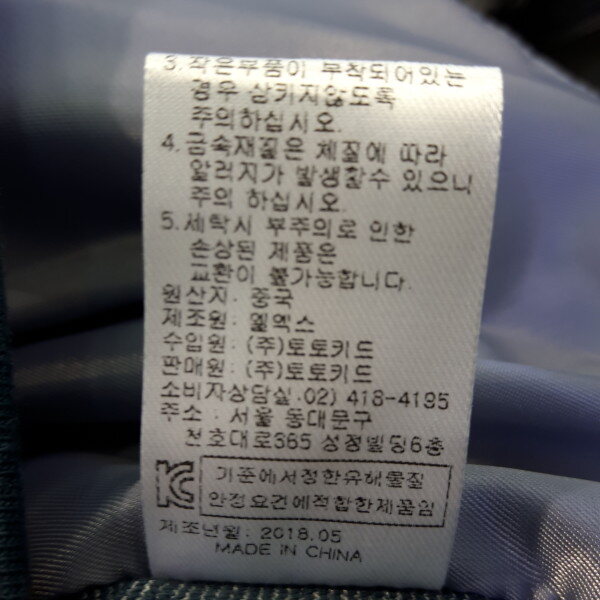 3. 작은부품이 부착되어있는
경우 삼키지않도록
주의하십시오.
4. 금속재질은 체질에 따라
알러지가 발생할수 있으니
주의 하십시오.
5. 세탁시 부주의로 인한
손상된 제품은
교환이 불가능합니다.
원산지: 중국
제조원: 엘엑스
수입원: (주)토토키드
판매원: (주)토토키드
소비자상담실:02) 418-4195
주소 : 서울 동대문구
천호대로365 성정빌딩6층
KC 기준에서정한유해물질
안정요건에적합한제품임
제조년월: 2018.05
MADE IN CHINA